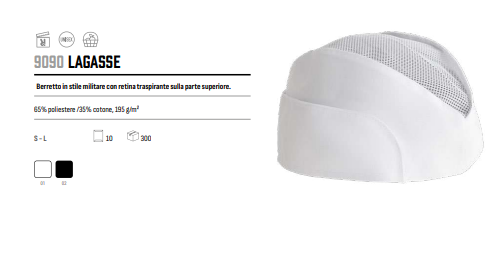 UNISEX
9090 LAGASSE
Berretto in stile militare con retina traspirante sulla parte superiore.
65% poliestere /35% cotone, 195 g/m²
S - L 10 300
01 02